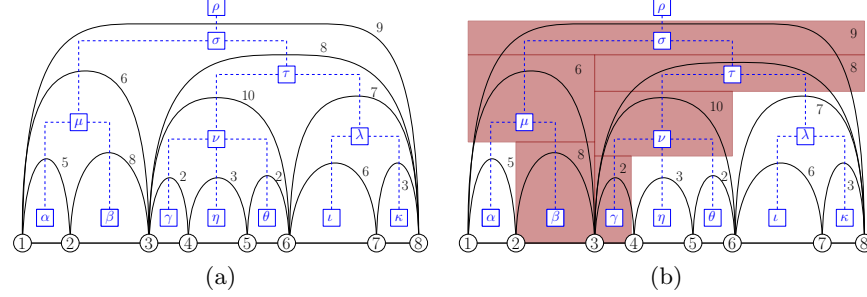 ρ ρ
σ 9 σ 9
8 8
τ τ
6 7 6 7
10 10
μ λ μ λ
ν ν
5 8 2 3 2 6 3 5 8 2 3 2 6 3
α β γ η θ ι κ α β γ η θ ι κ
1 2 3 4 5 6 7 8 1 2 3 4 5 6 7 8
(a) (b)